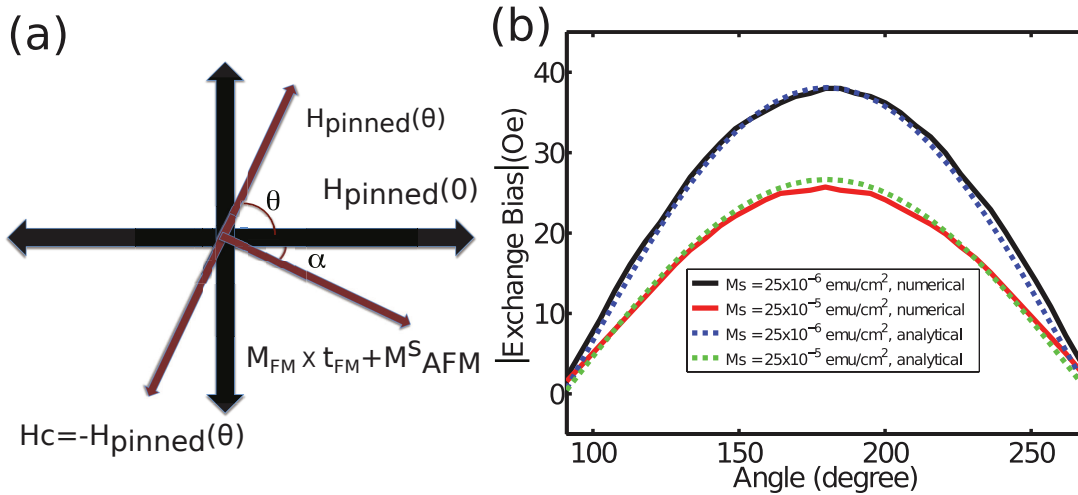 (a)
Hpinned(θ)
Hpinned(0)
θ
α
MFM x tFM+MSAFM
Hc=-Hpinned(θ)
(b)
|Exchange Bias|(Oe)
40
30
20
10
0
Ms =25x10⁻⁶ emu/cm², numerical
Ms =25x10⁻⁵ emu/cm², numerical
Ms =25x10⁻⁶ emu/cm², analytical
Ms =25x10⁻⁵ emu/cm², analytical
100 150 200 250
Angle (degree)